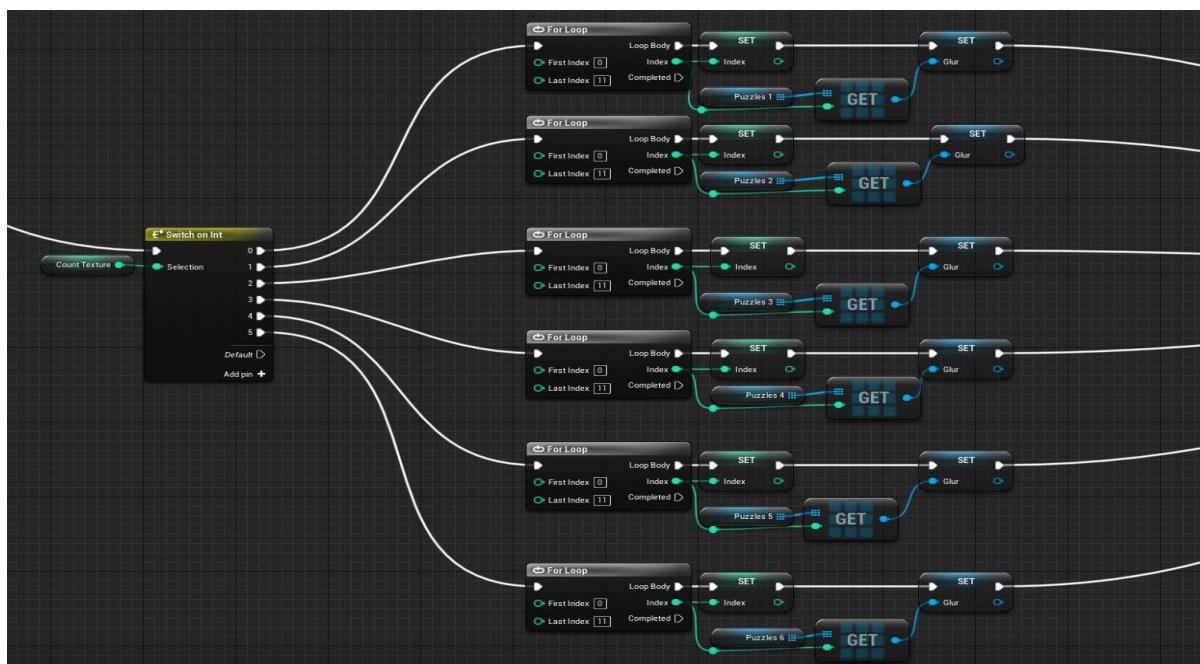 For Loop
Loop Body
First Index 0
Index
Last Index 11
Completed
SET
Index
Puzzles 1
GET
SET
Glur
For Loop
Loop Body
First Index 0
Index
Last Index 11
Completed
SET
Index
Puzzles 2
GET
SET
Glur
Switch on Int
Count Texture
Selection
0
1
2
3
4
5
Default
Add pin +
For Loop
Loop Body
First Index 0
Index
Last Index 11
Completed
SET
Index
Puzzles 3
GET
SET
Glur
For Loop
Loop Body
First Index 0
Index
Last Index 11
Completed
SET
Index
Puzzles 4
GET
SET
Glur
For Loop
Loop Body
First Index 0
Index
Last Index 11
Completed
SET
Index
Puzzles 5
GET
SET
Glur
For Loop
Loop Body
First Index 0
Index
Last Index 11
Completed
SET
Index
Puzzles 6
GET
SET
Glur